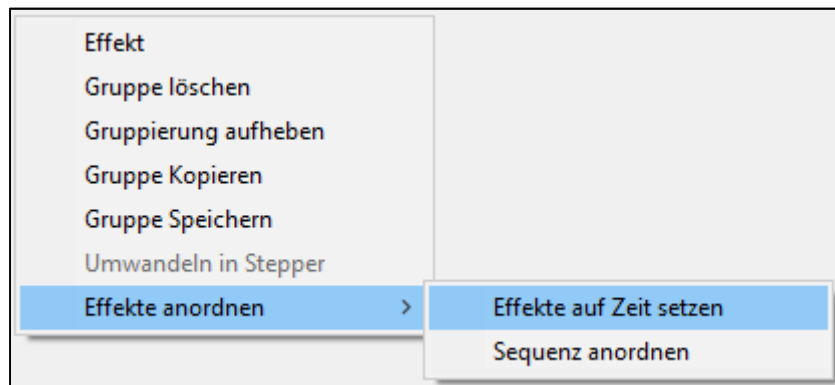 Effekt
Gruppe löschen
Gruppierung aufheben
Gruppe Kopieren
Gruppe Speichern
Umwandeln in Stepper
Effekte anordnen >
Effekte auf Zeit setzen
Sequenz anordnen